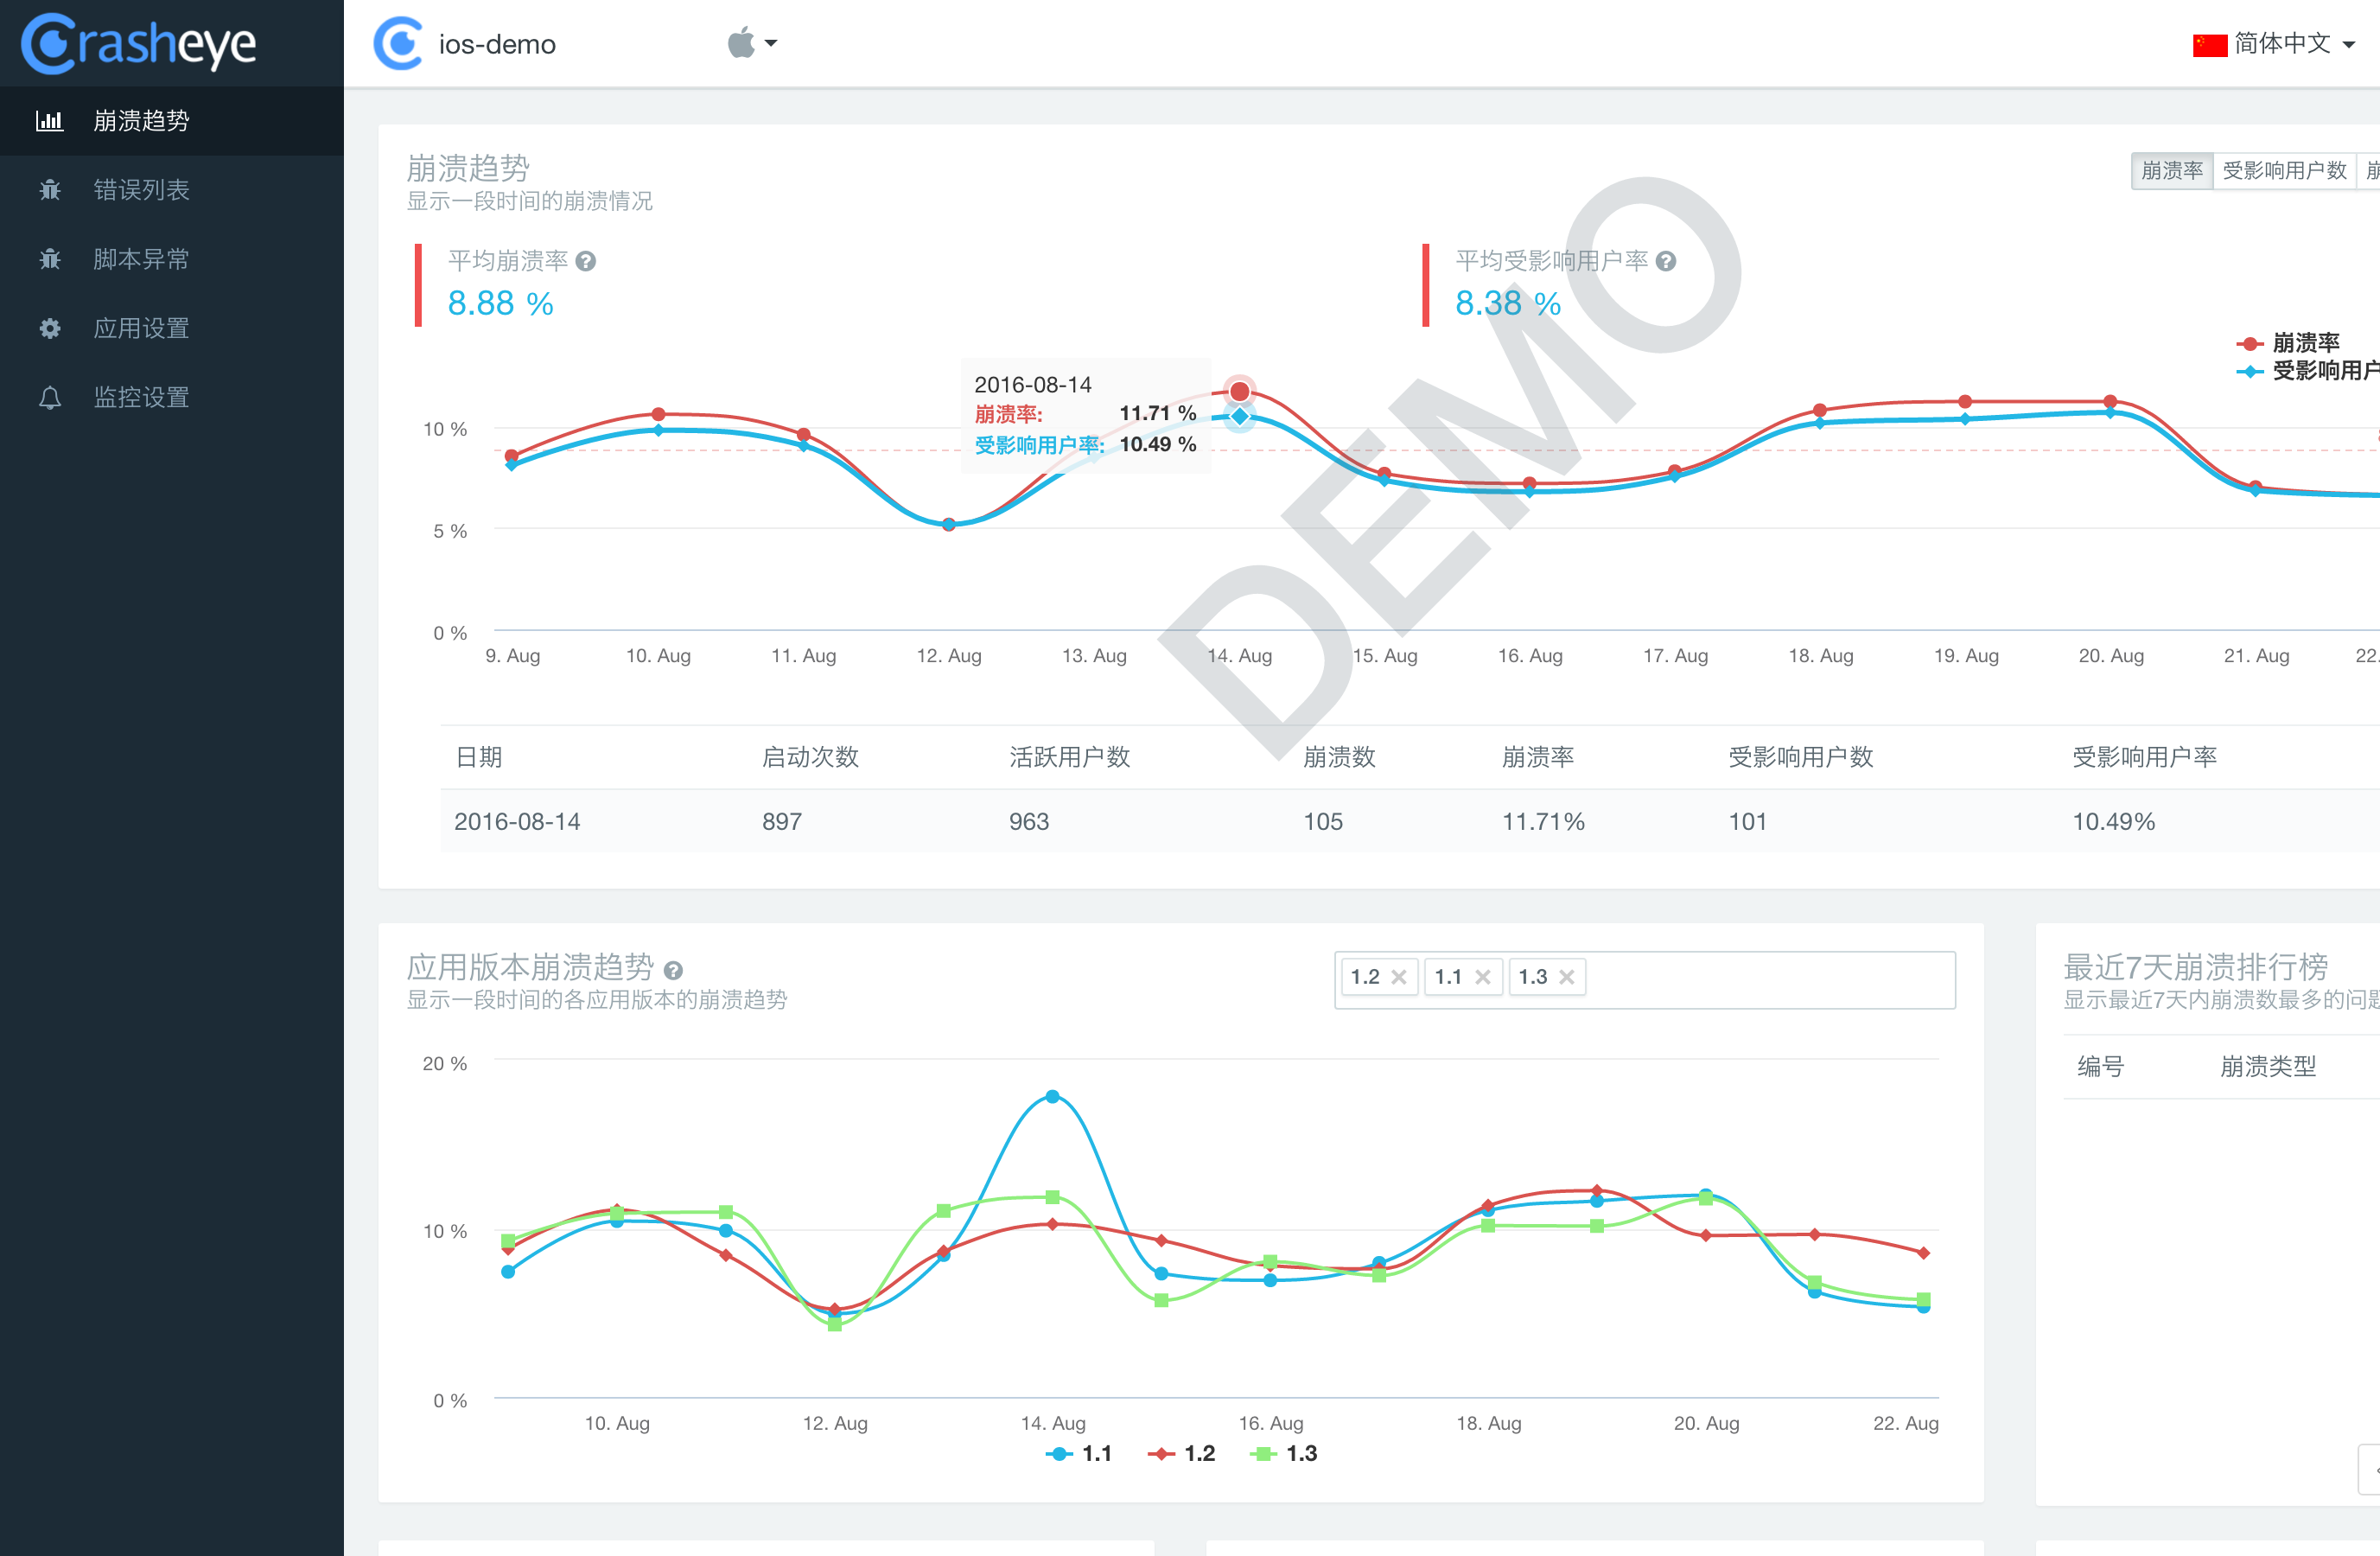 Crasheye
ios-demo
简体中文
崩溃趋势
错误列表
脚本异常
应用设置
监控设置
崩溃趋势
显示一段时间的崩溃情况
崩溃率 受影响用户数
平均崩溃率
8.88 %
平均受影响用户率
8.38 %
崩溃率
受影响用户
2016-08-14
崩溃率: 11.71 %
受影响用户率: 10.49 %
10 %
5 %
0 %
9. Aug 10. Aug 11. Aug 12. Aug 13. Aug 14. Aug 15. Aug 16. Aug 17. Aug 18. Aug 19. Aug 20. Aug 21. Aug 22.
DEMO
日期 启动次数 活跃用户数 崩溃数 崩溃率 受影响用户数 受影响用户率
2016-08-14 897 963 105 11.71% 101 10.49%
应用版本崩溃趋势
显示一段时间的各应用版本的崩溃趋势
1.2 1.1 1.3
20 %
10 %
0 %
10. Aug 12. Aug 14. Aug 16. Aug 18. Aug 20. Aug 22. Aug
1.1 1.2 1.3
最近7天崩溃排行榜
显示最近7天内崩溃数最多的问题
编号 崩溃类型